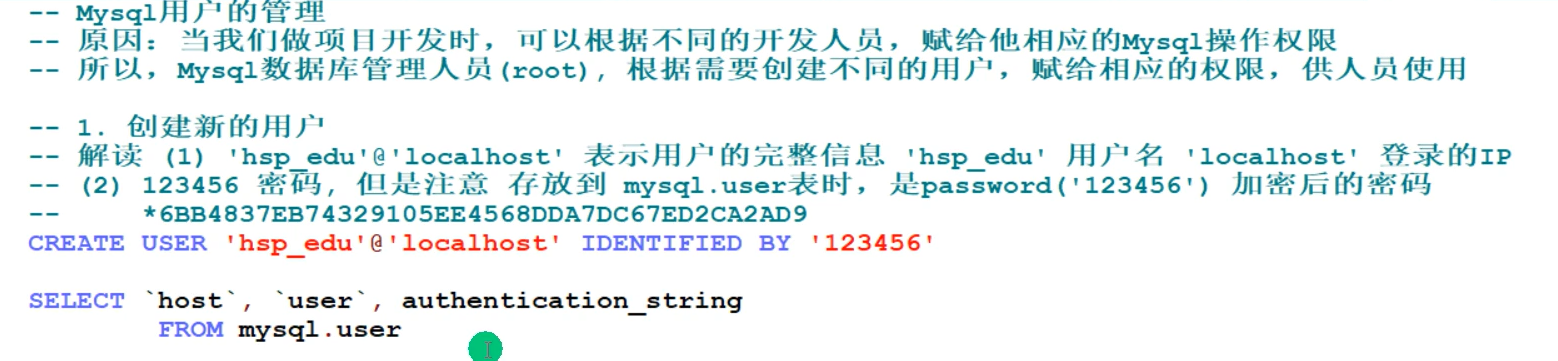 -- Mysql用户的管理
-- 原因：当我们做项目开发时，可以根据不同的开发人员，赋给他相应的Mysql操作权限
-- 所以，Mysql数据库管理人员(root), 根据需要创建不同的用户，赋给相应的权限，供人员使用
-- 1. 创建新的用户
-- 解读 (1) 'hsp_edu'@'localhost' 表示用户的完整信息 'hsp_edu' 用户名 'localhost' 登录的IP
-- (2) 123456 密码, 但是注意 存放到 mysql.user表时，是password('123456') 加密后的密码
--     *6BB4837EB74329105EE4568DDA7DC67ED2CA2AD9
CREATE USER 'hsp_edu'@'localhost' IDENTIFIED BY '123456'
SELECT `host`, `user`, authentication_string
FROM mysql.user